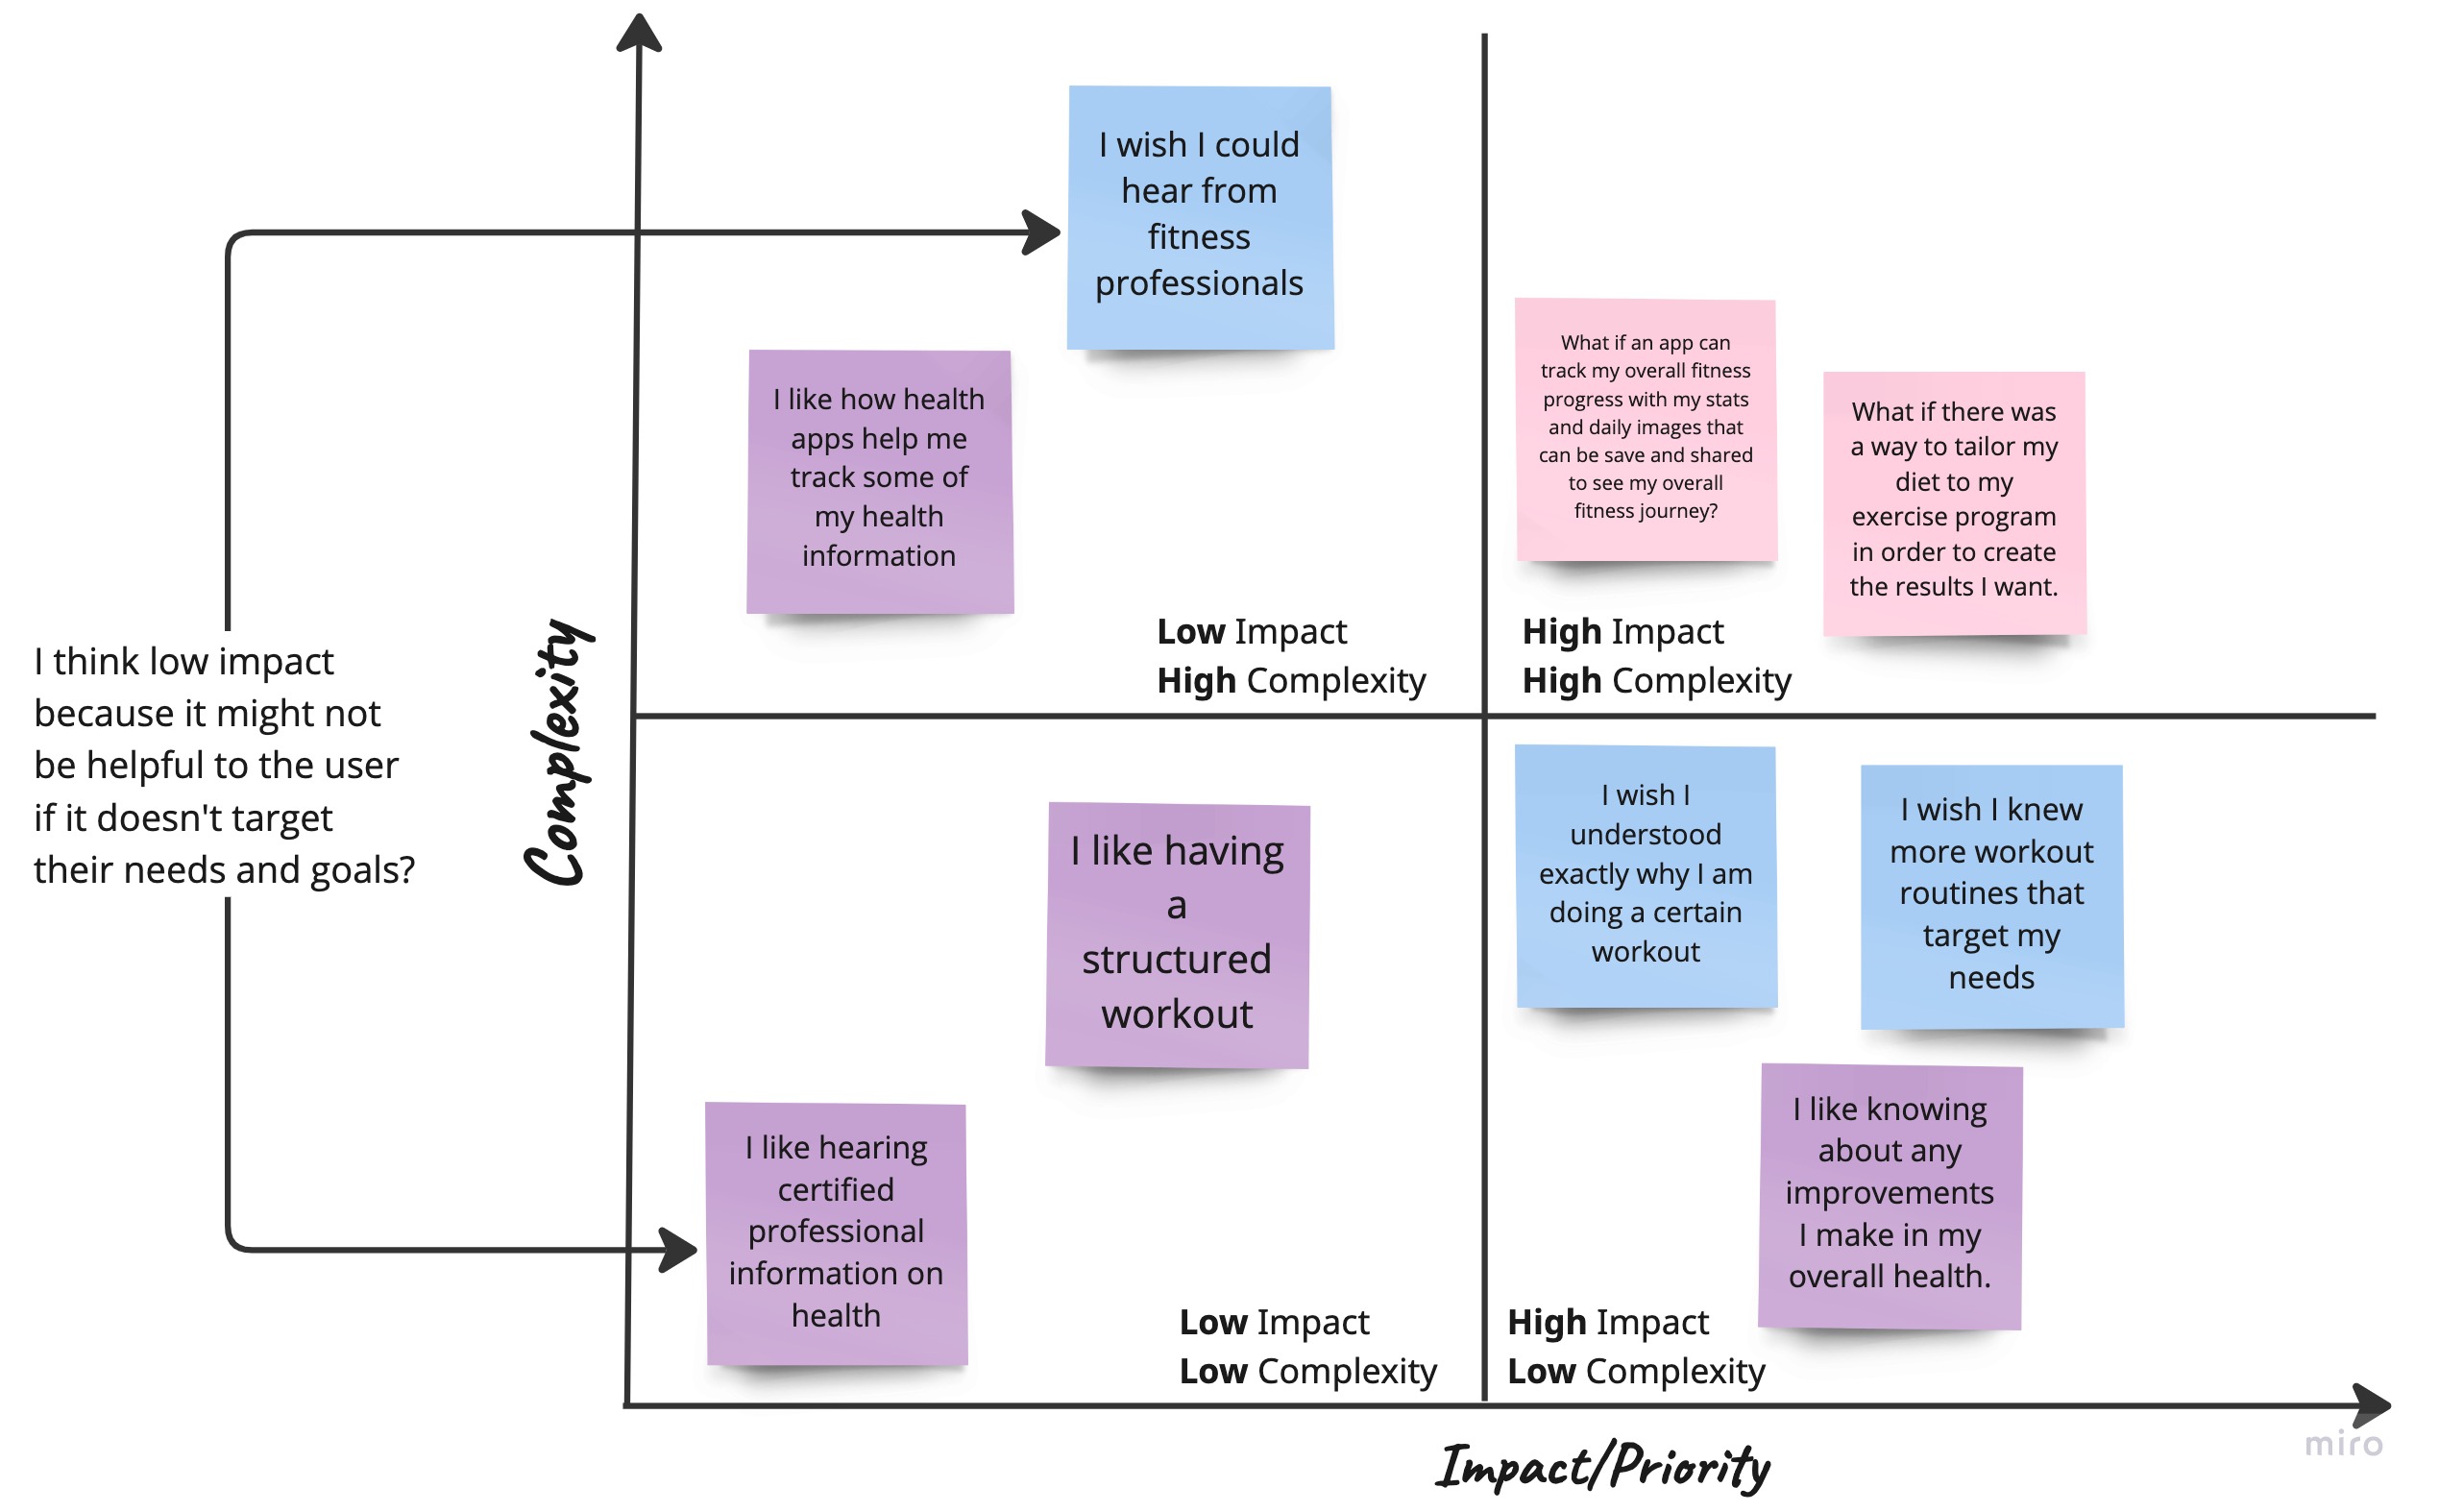 I wish I could
hear from
fitness
professionals
I like how health
apps help me
track some of
my health
information
What if an app can
track my overall fitness
progress with my stats
and daily images that
can be save and shared
to see my overall
fitness journey?
What if there was
a way to tailor my
diet to my
exercise program
in order to create
the results I want.
Low Impact
High Complexity
High Impact
High Complexity
I think low impact
because it might not
be helpful to the user
if it doesn't target
their needs and goals?
Complexity
I like having
a
structured
workout
I wish I
understood
exactly why I am
doing a certain
workout
I wish I knew
more workout
routines that
target my
needs
I like hearing
certified
professional
information on
health
I like knowing
about any
improvements
I make in my
overall health.
Low Impact
Low Complexity
High Impact
Low Complexity
Impact/Priority
miro